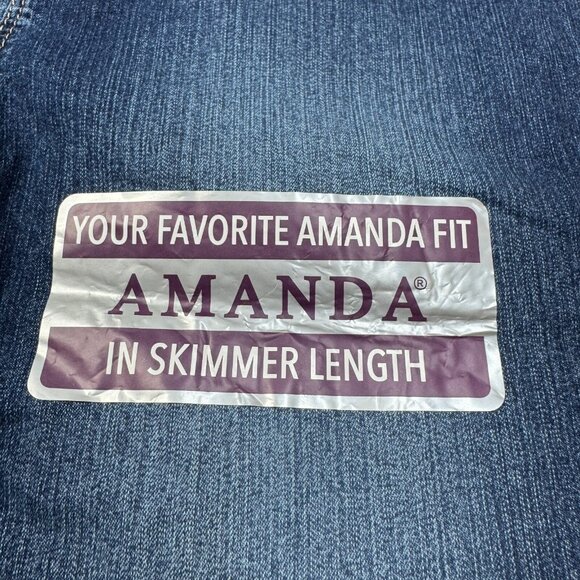 YOUR FAVORITE AMANDA FIT
AMANDA®
IN SKIMMER LENGTH